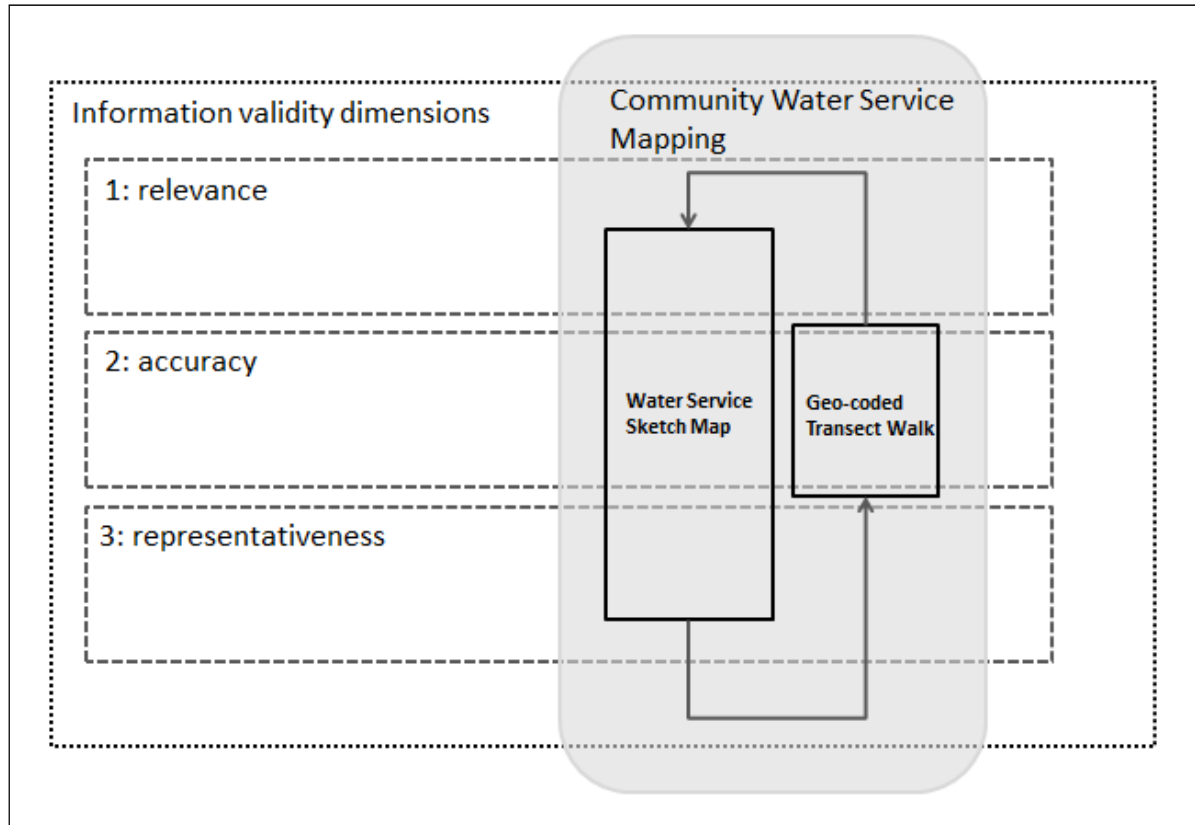 Information validity dimensions
Community Water Service
Mapping
1: relevance
2: accuracy
Water Service
Sketch Map
Geo-coded
Transect Walk
3: representativeness